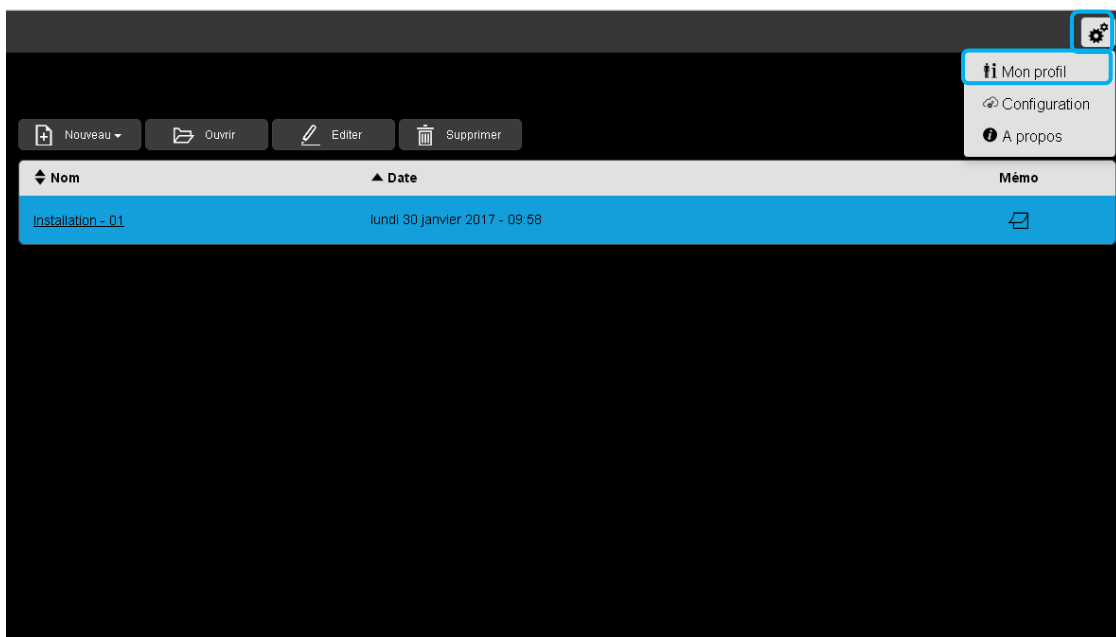 Mon profil
Configuration
A propos
Nouveau
Ouvrir
Editer
Supprimer
Nom
Date
Mémo
Installation - 01
lundi 30 janvier 2017 - 09:58